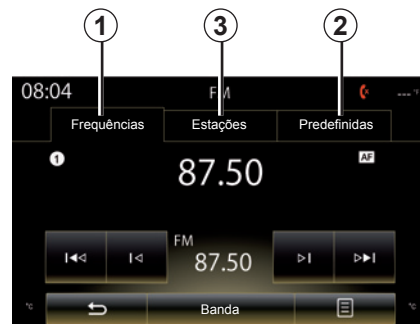 1 3 2
08:04 FM --- °F
Frequências Estações Predefinidas
1 AF
87.50
FM
87.50
°C Banda °C